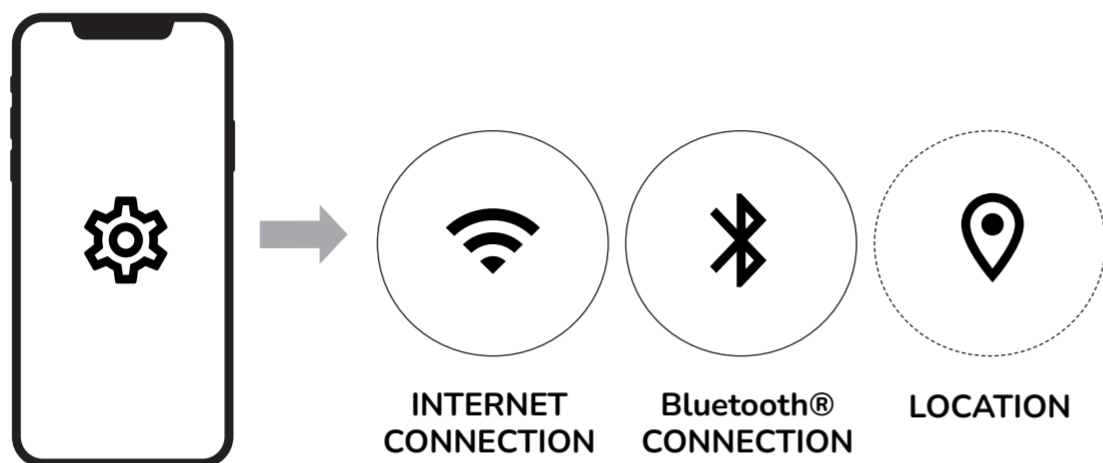 INTERNET
CONNECTION
Bluetooth®
CONNECTION
LOCATION